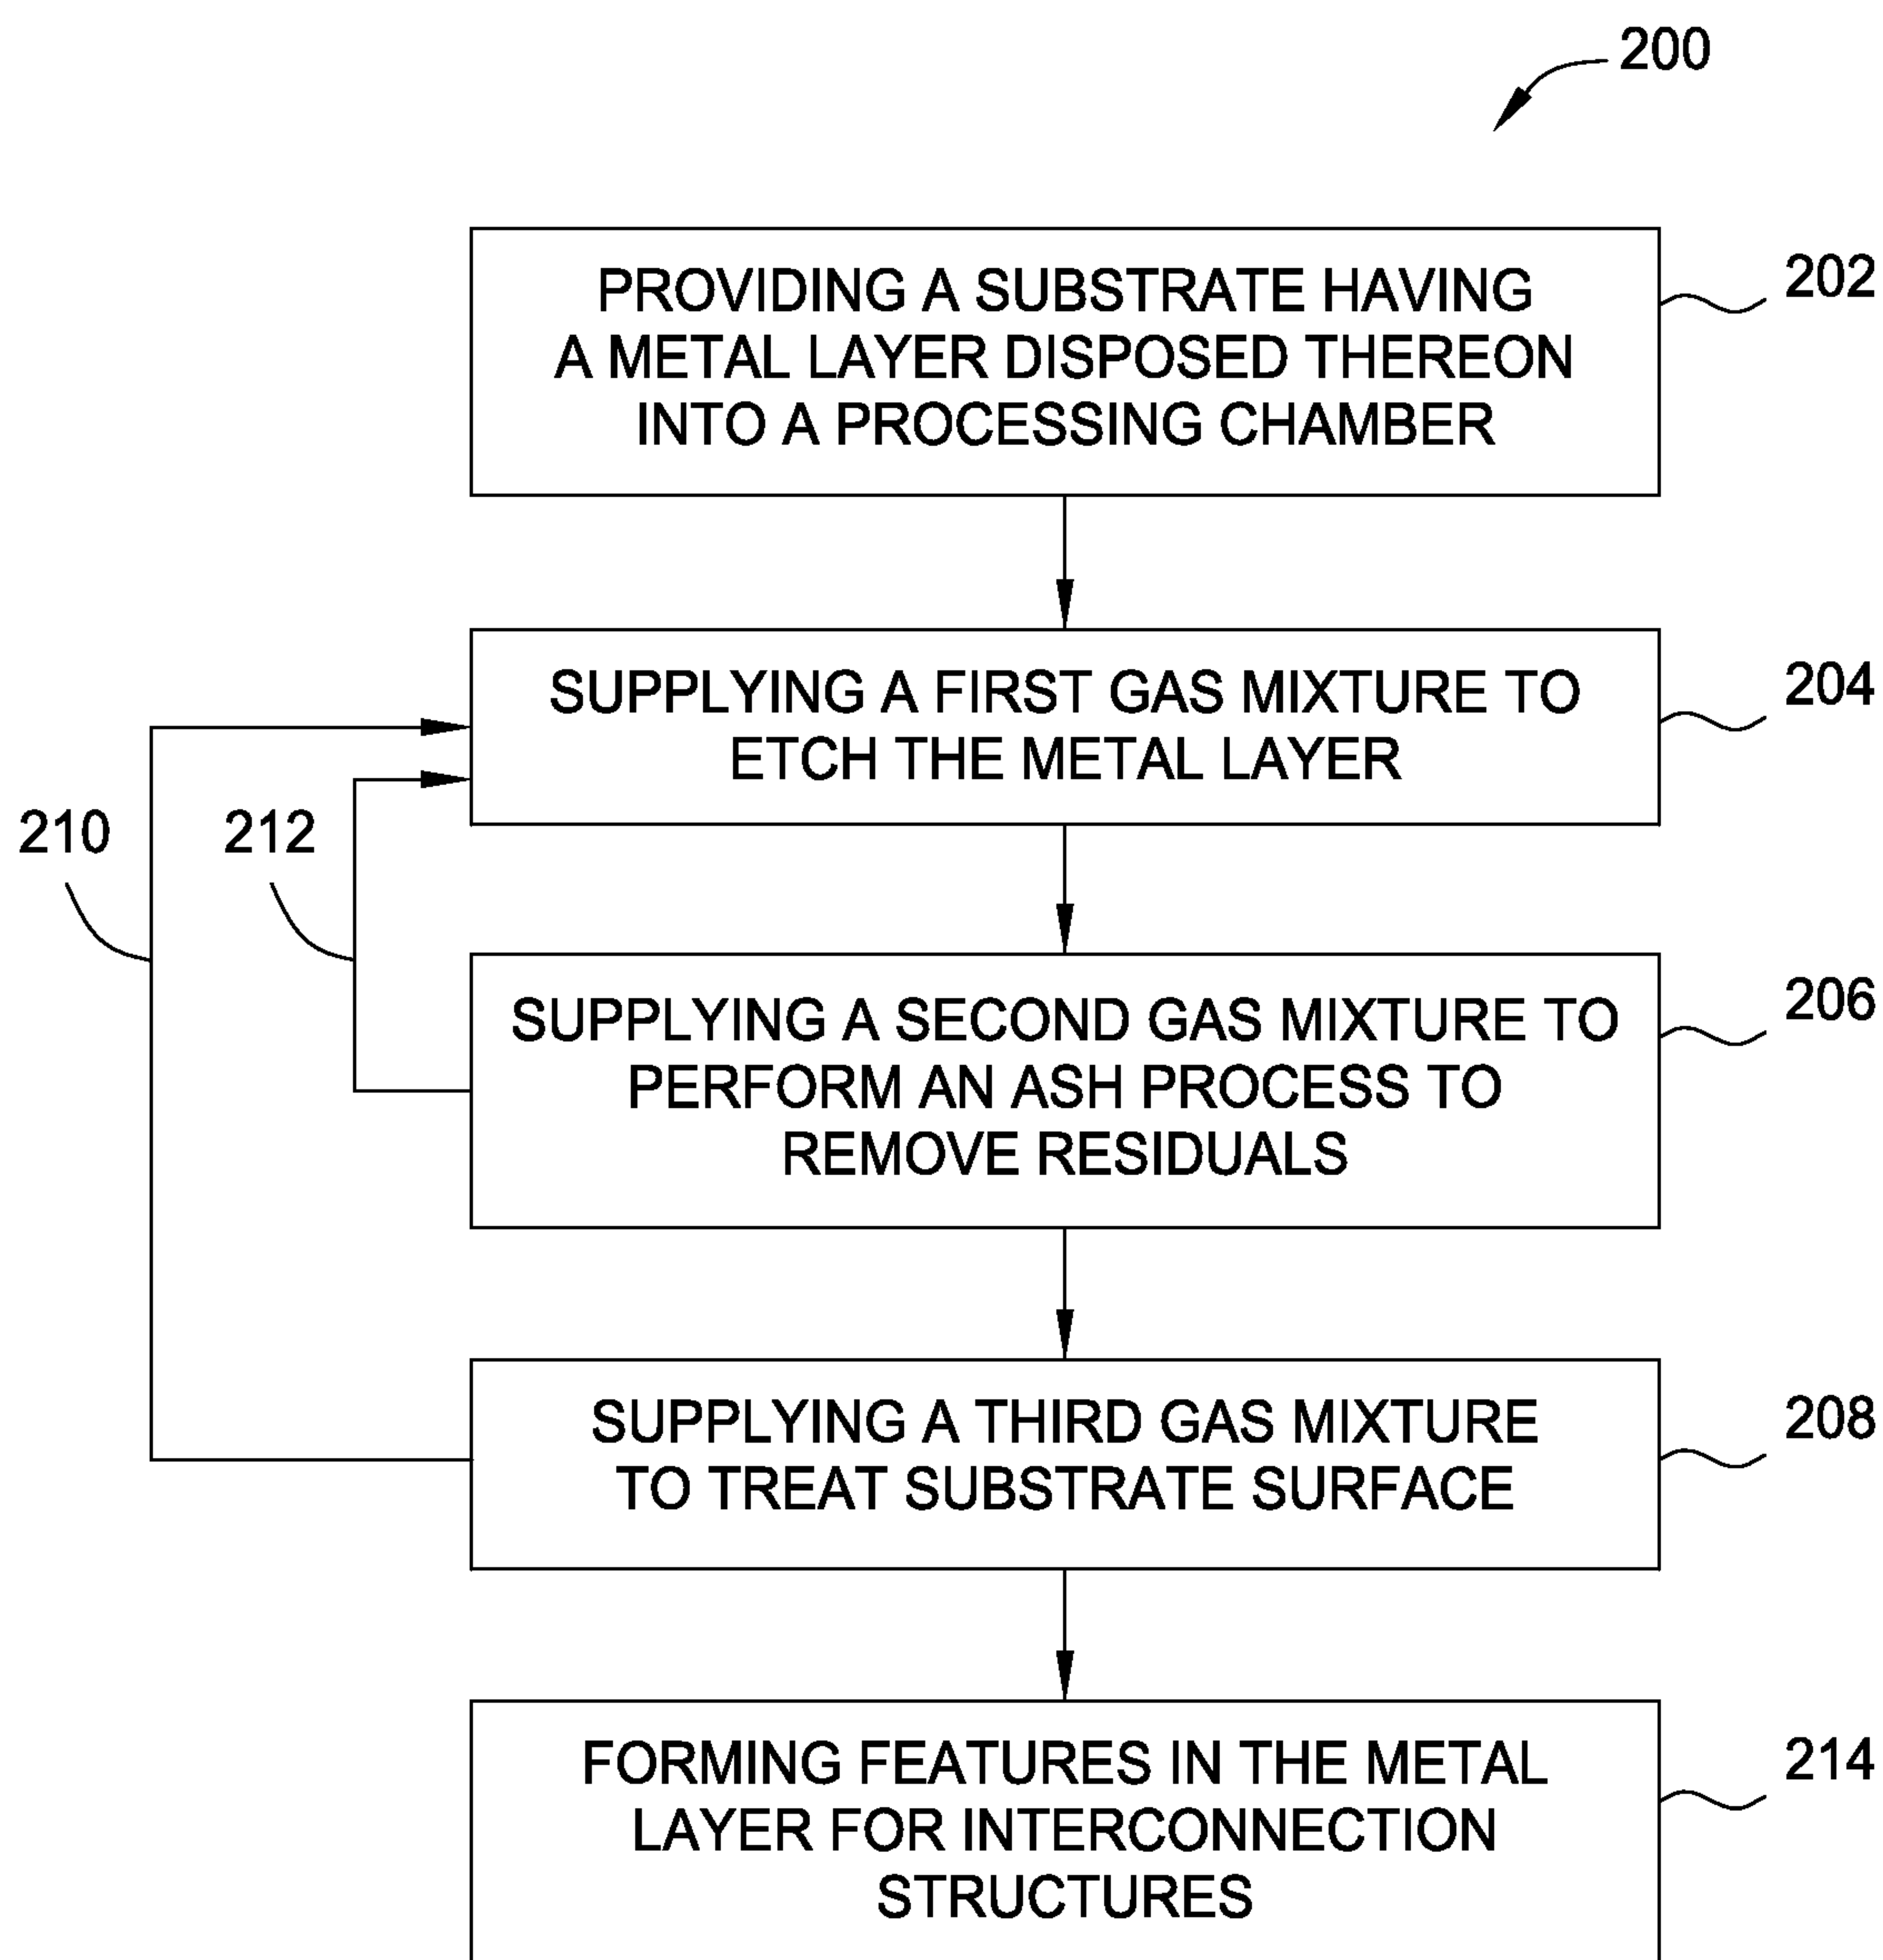 200
PROVIDING A SUBSTRATE HAVING
A METAL LAYER DISPOSED THEREON
INTO A PROCESSING CHAMBER
202
SUPPLYING A FIRST GAS MIXTURE TO
ETCH THE METAL LAYER
204
210
212
SUPPLYING A SECOND GAS MIXTURE TO
PERFORM AN ASH PROCESS TO
REMOVE RESIDUALS
206
SUPPLYING A THIRD GAS MIXTURE
TO TREAT SUBSTRATE SURFACE
208
FORMING FEATURES IN THE METAL
LAYER FOR INTERCONNECTION
STRUCTURES
214